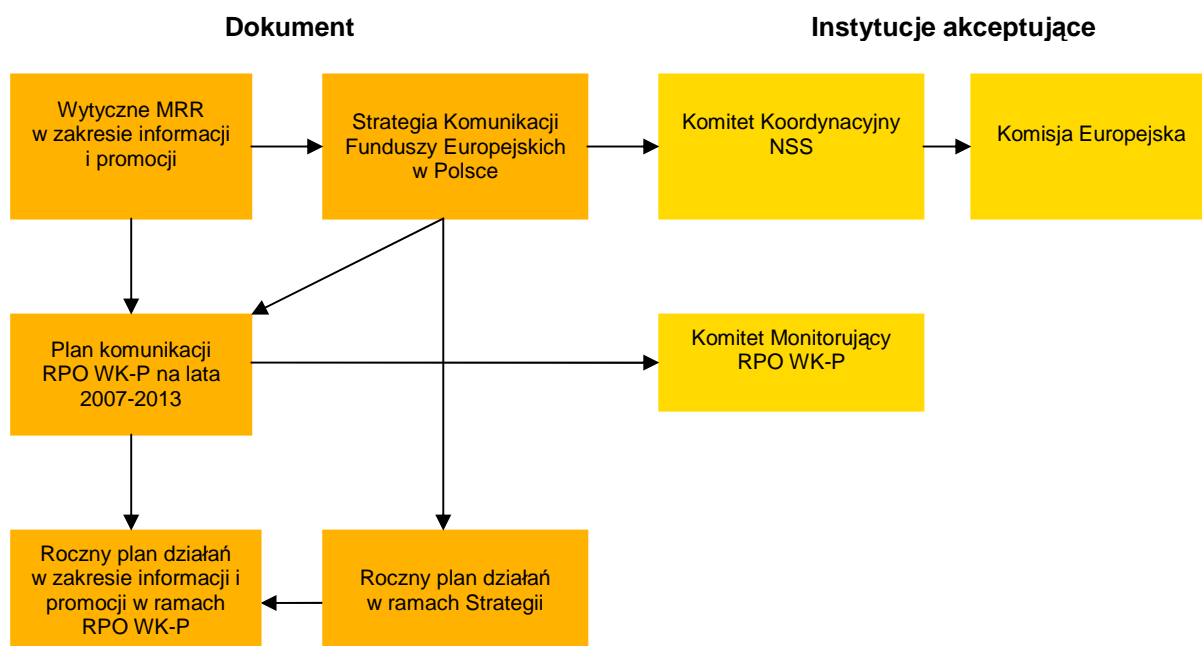 Dokument
Instytucje akceptujące
Wytyczne MRR
w zakresie informacji
i promocji
Strategia Komunikacji
Funduszy Europejskich
w Polsce
Komitet Koordynacyjny
NSS
Komisja Europejska
Plan komunikacji
RPO WK-P na lata
2007-2013
Komitet Monitorujący
RPO WK-P
Roczny plan działań
w zakresie informacji i
promocji w ramach
RPO WK-P
Roczny plan działań
w ramach Strategii